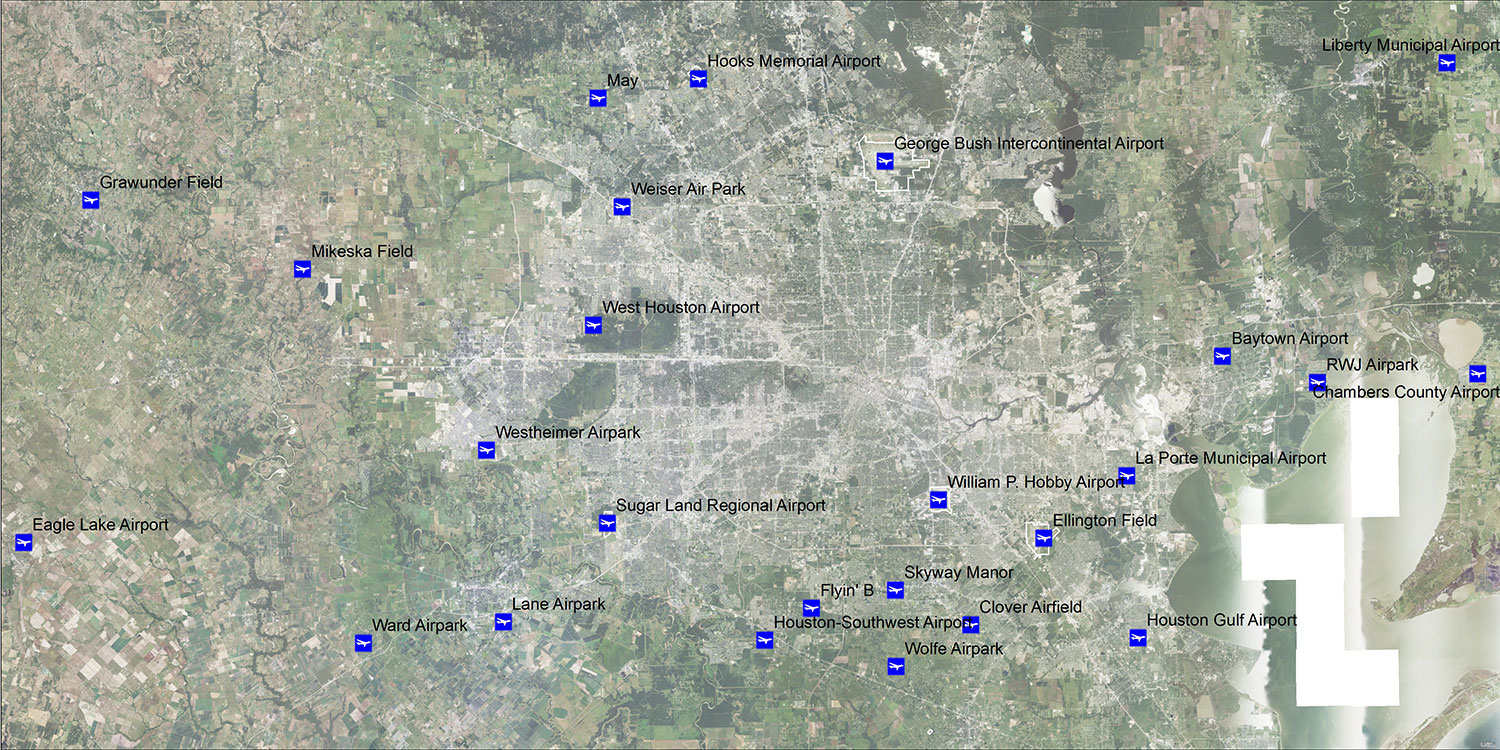 Liberty Municipal Airport
Hooks Memorial Airport
May
George Bush Intercontinental Airport
Grawunder Field
Weiser Air Park
Mikeska Field
West Houston Airport
Baytown Airport
RWJ Airpark
Chambers County Airport
Westheimer Airpark
La Porte Municipal Airport
William P. Hobby Airport
Sugar Land Regional Airport
Ellington Field
Eagle Lake Airport
Skyway Manor
Flyin' B
Lane Airpark
Clover Airfield
Houston-Southwest Airport
Houston Gulf Airport
Ward Airpark
Wolfe Airpark